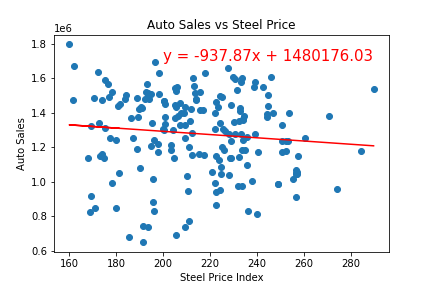 Auto Sales vs Steel Price
1e6
y = -937.87x + 1480176.03
1.8
1.6
1.4
1.2
1.0
0.8
0.6
Auto Sales
160 180 200 220 240 260 280
Steel Price Index